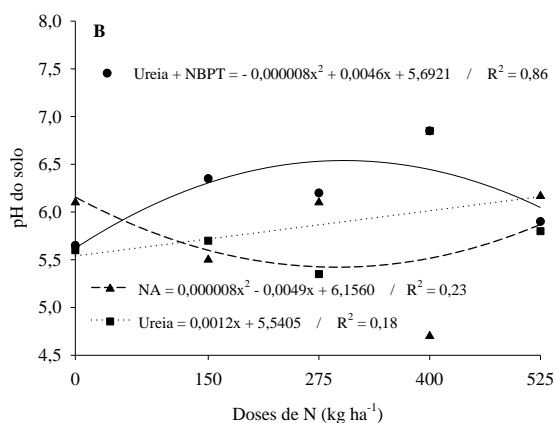 B
8,0
7,5
7,0
6,5
6,0
5,5
5,0
4,5
pH do solo
Ureia + NBPT = - 0,000008x² + 0,0046x + 5,6921 / R² = 0,86
NA = 0,000008x² - 0,0049x + 6,1560 / R² = 0,23
Ureia = 0,0012x + 5,5405 / R² = 0,18
0 150 275 400 525
Doses de N (kg ha⁻¹)